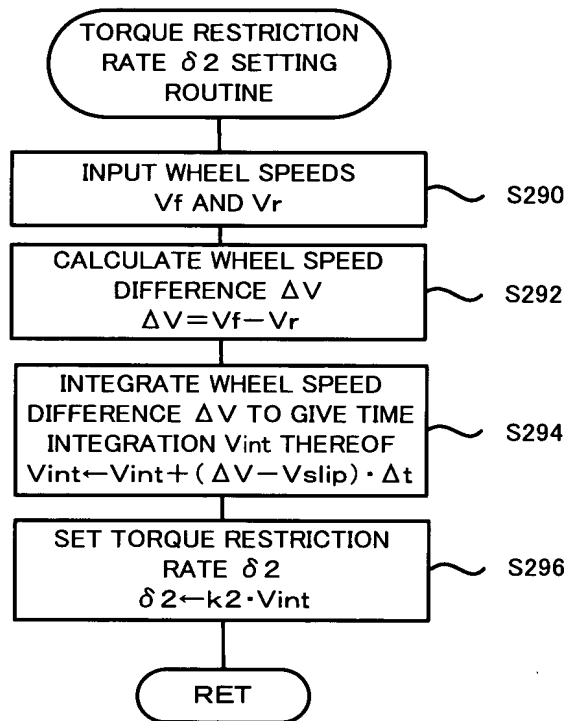 TORQUE RESTRICTION
RATE δ2 SETTING
ROUTINE
INPUT WHEEL SPEEDS
Vf AND Vr
S290
CALCULATE WHEEL SPEED
DIFFERENCE ΔV
ΔV=Vf−Vr
S292
INTEGRATE WHEEL SPEED
DIFFERENCE ΔV TO GIVE TIME
INTEGRATION Vint THEREOF
Vint←Vint+(ΔV−Vslip)·Δt
S294
SET TORQUE RESTRICTION
RATE δ2
δ2←k2·Vint
S296
RET